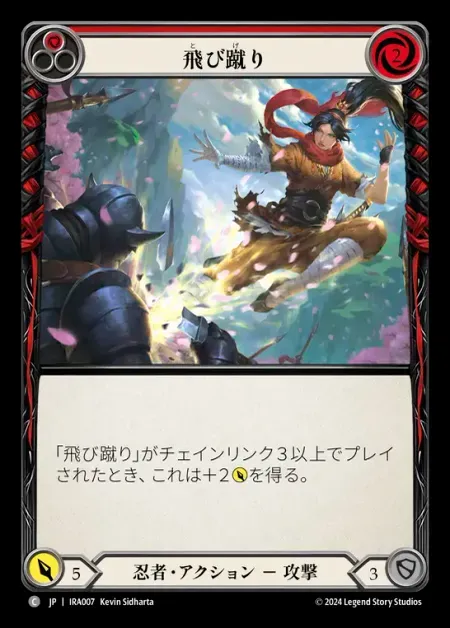 とげ
飛び蹴り
2
「飛び蹴り」がチェインリンク３以上でプレイ
されたとき、これは＋２を得る。
5
忍者・アクション － 攻撃
3
C JP | IRA007 Kevin Sidharta
© 2024 Legend Story Studios